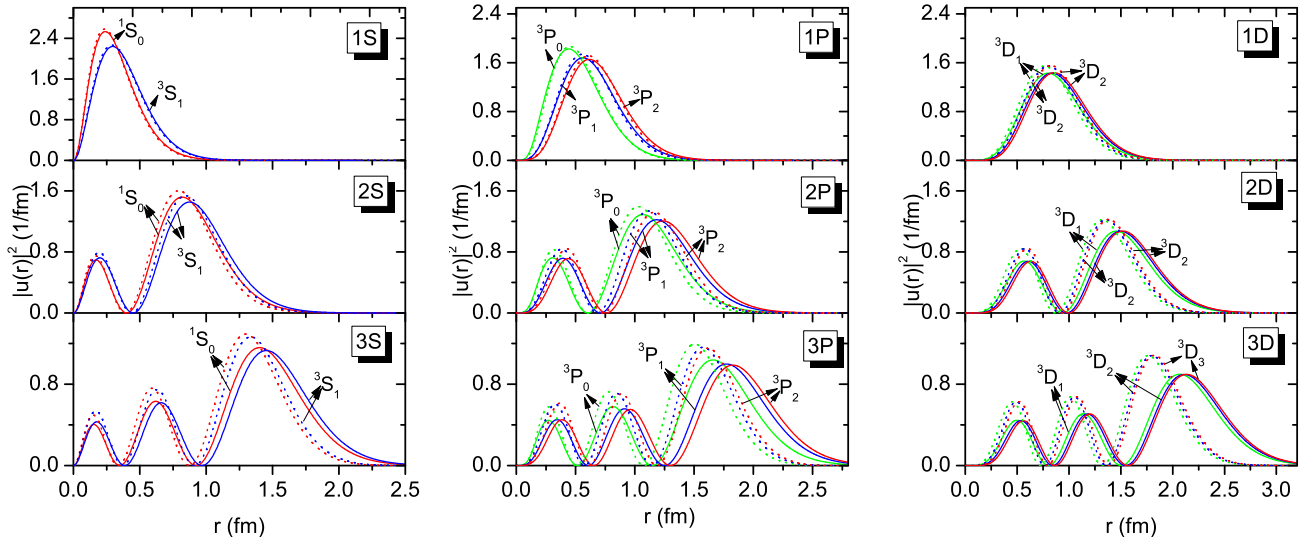 1S
¹S₀
³S₁
2.4
1.6
0.8
0.0
2S
¹S₀
³S₁
1.6
0.8
0.0
|u(r)|² (1/fm)
3S
¹S₀
³S₁
0.8
0.0
0.0 0.5 1.0 1.5 2.0 2.5
r (fm)
1P
³P₀
³P₂
³P₁
2.4
1.8
1.2
0.6
0.0
2P
³P₀
³P₂
³P₁
1.6
0.8
0.0
|u(r)|² (1/fm)
3P
³P₁
³P₀
³P₂
0.8
0.0
0.0 0.5 1.0 1.5 2.0 2.5
r (fm)
1D
³D₁
³D₂
³D₂
2.4
1.8
1.2
0.6
0.0
2D
³D₁
³D₂
³D₂
1.6
0.8
0.0
|u(r)|² (1/fm)
3D
³D₃
³D₂
³D₁
0.8
0.0
0.0 0.5 1.0 1.5 2.0 2.5 3.0
r (fm)